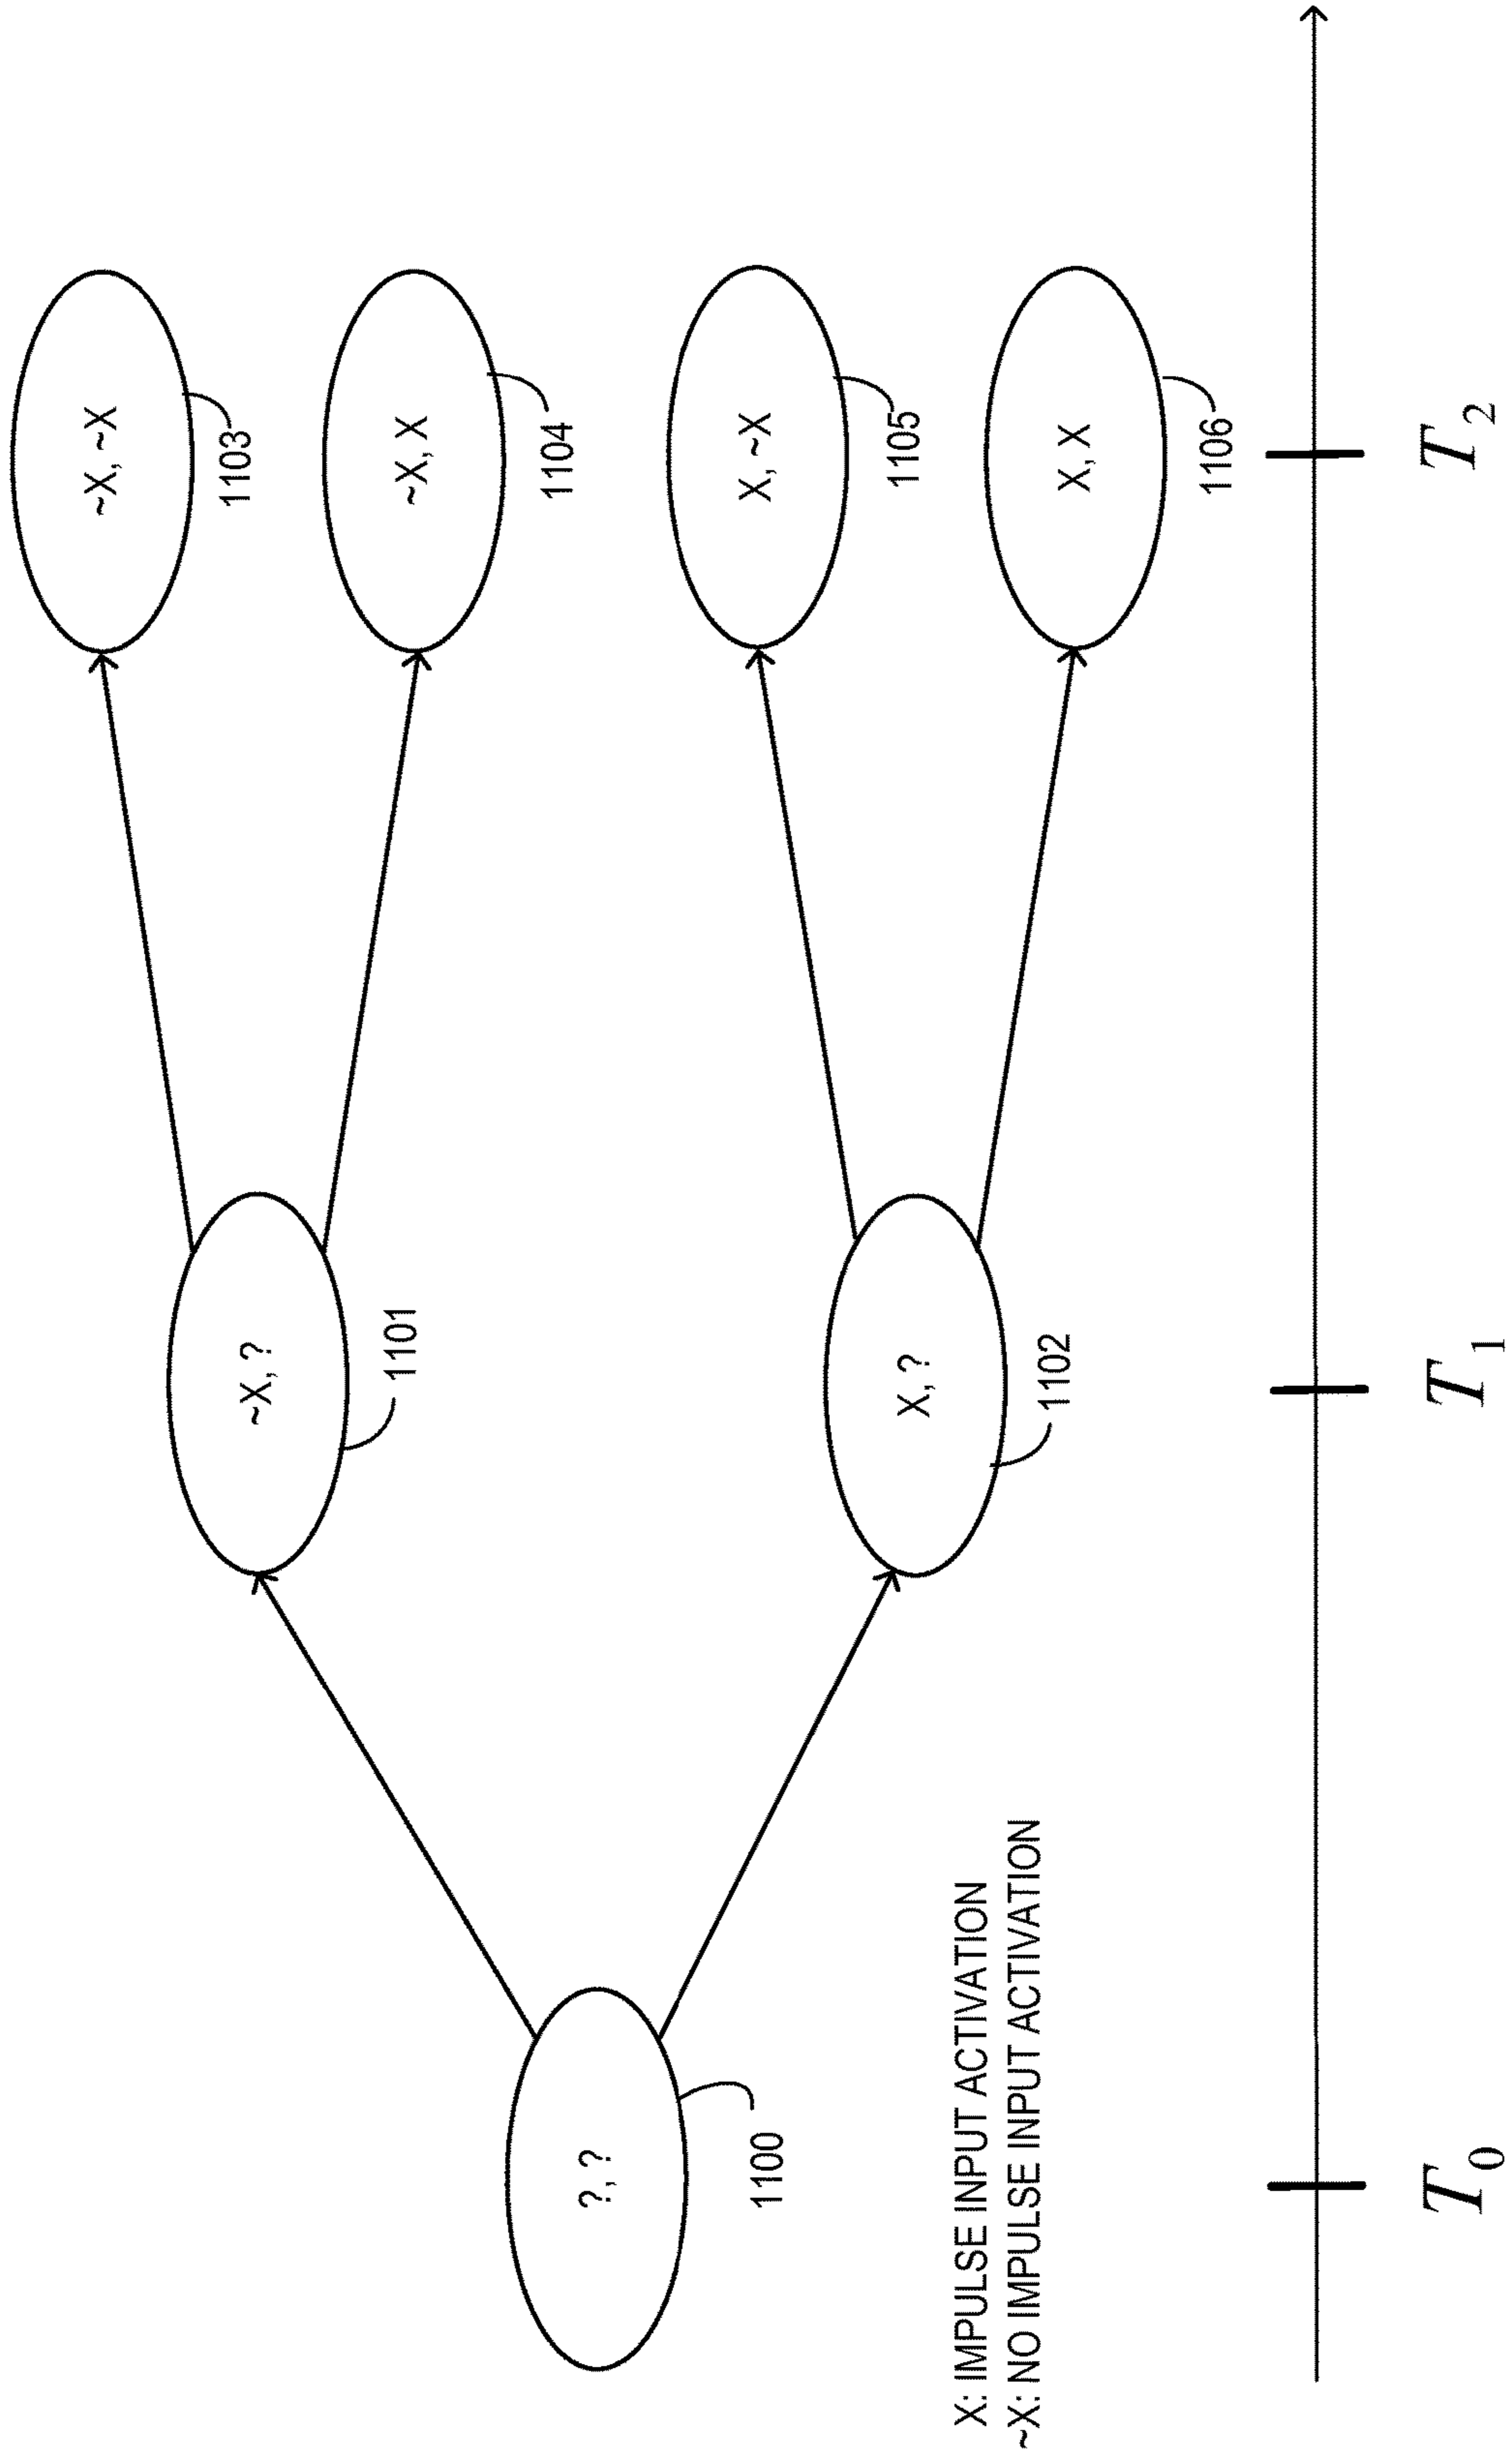 ~X, ~X
1103
~X, ?
1101
~X, X
1104
?, ?
1100
X, ~X
1105
X, ?
1102
X, X
1106
X: IMPULSE INPUT ACTIVATION
~X: NO IMPULSE INPUT ACTIVATION
T0 T1 T2